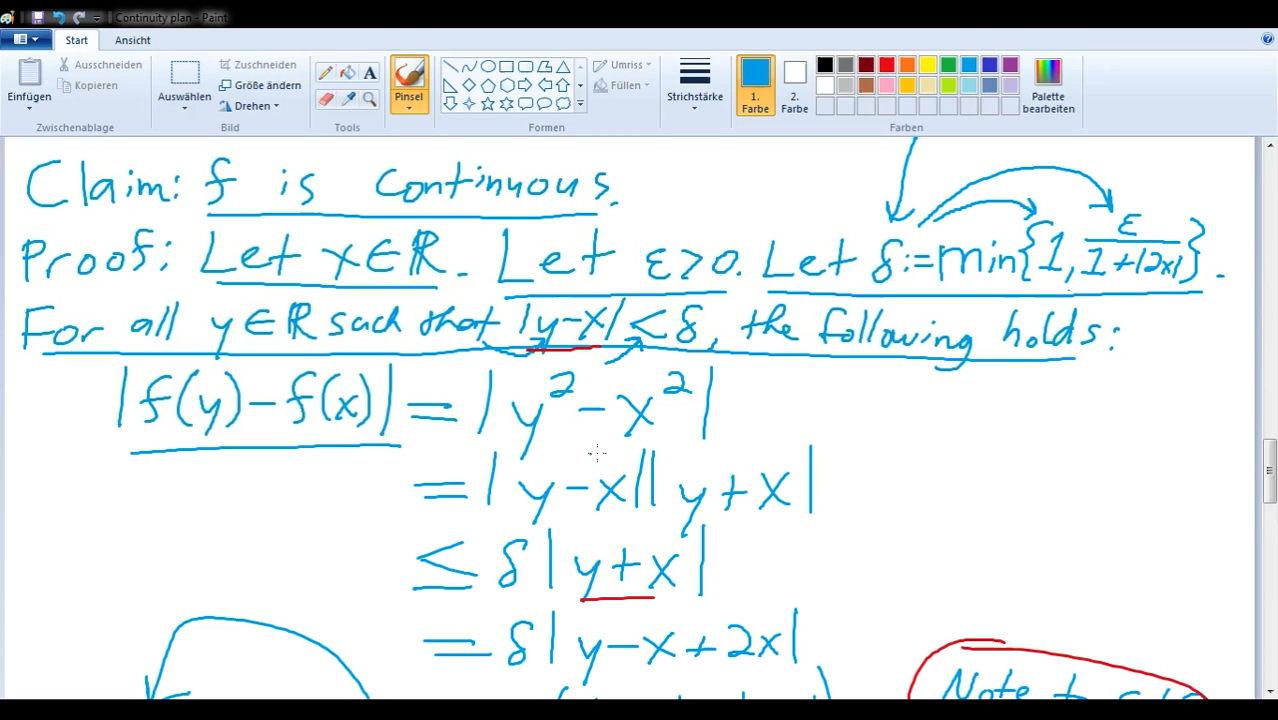 Continuity plan - Paint
Start Ansicht
Einfügen
Ausschneiden
Kopieren
Zwischenablage
Auswählen
Zuschneiden
Größe ändern
Drehen
Bild
A
Tools
Pinsel
Formen
Umriss
Füllen
Strichstärke
1. Farbe
2. Farbe
Palette bearbeiten
Farben
Claim: f is continuous.
Proof: Let x∈ℝ. Let ε>0. Let δ:=min{1, ε/(1+|2x|)}.
For all y∈ℝ such that |y-x|<δ, the following holds:
|f(y)-f(x)| = |y²-x²|
= |y-x||y+x|
≤ δ|y+x|
= δ|y-x+2x|
Note to